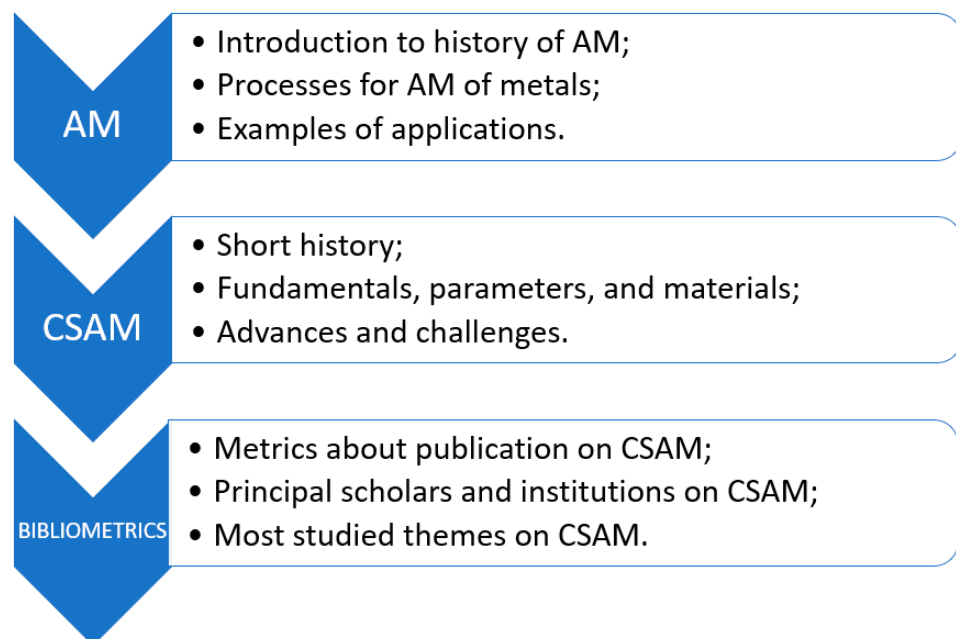 AM
• Introduction to history of AM;
• Processes for AM of metals;
• Examples of applications.
CSAM
• Short history;
• Fundamentals, parameters, and materials;
• Advances and challenges.
BIBLIOMETRICS
• Metrics about publication on CSAM;
• Principal scholars and institutions on CSAM;
• Most studied themes on CSAM.